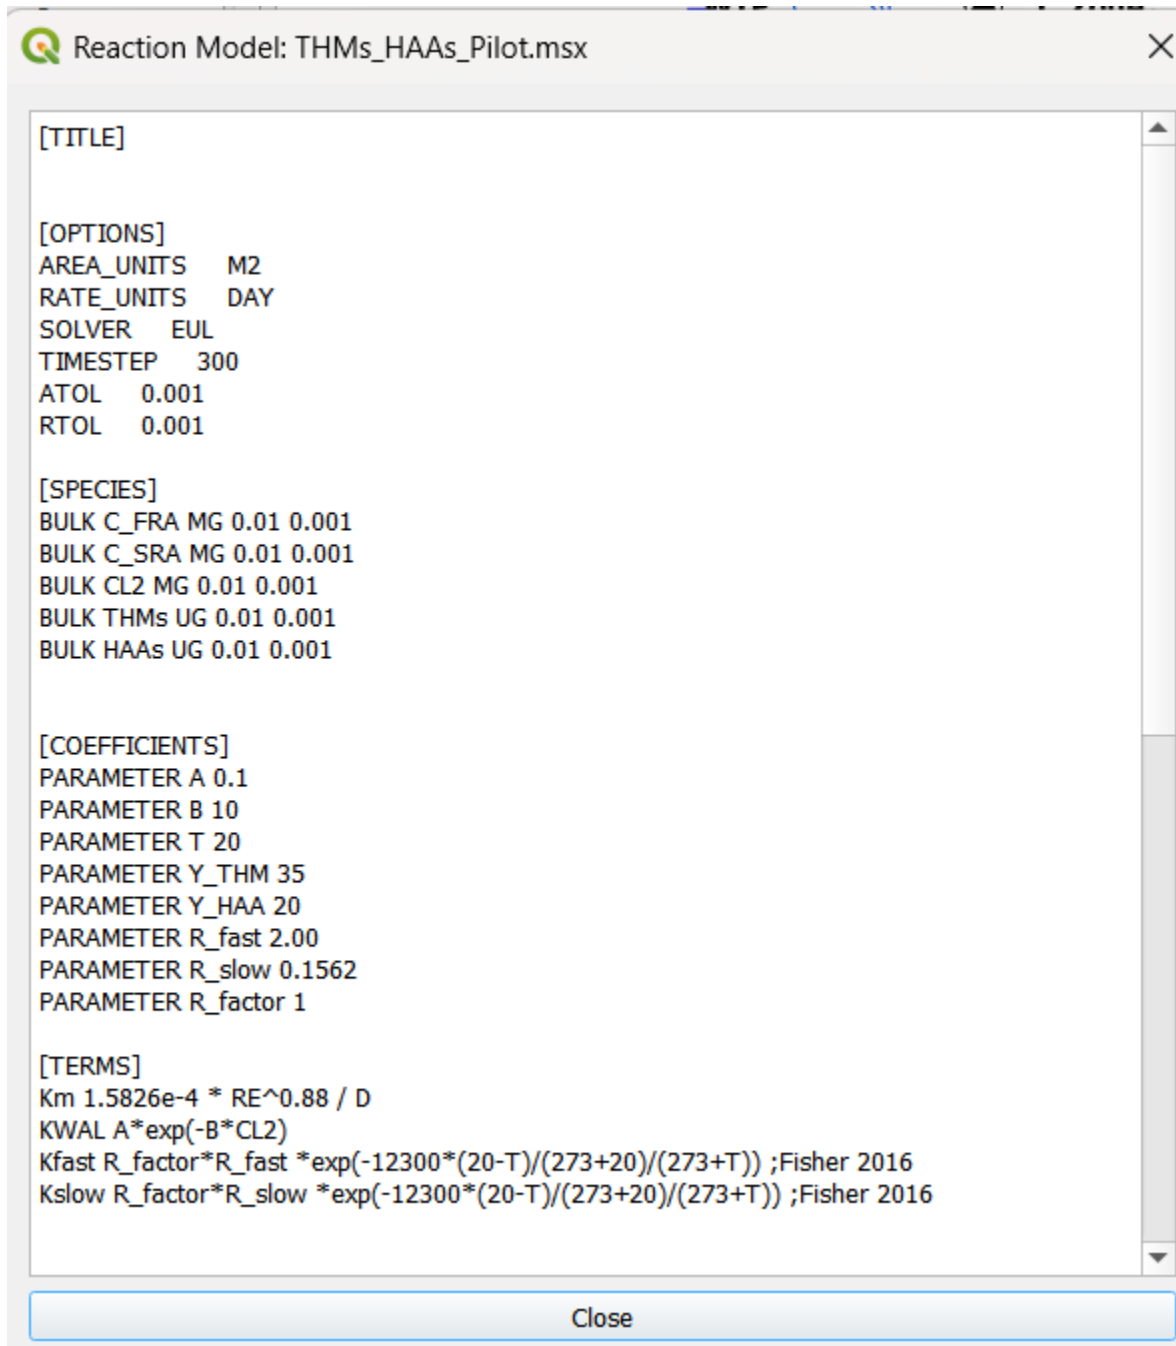 Reaction Model: THMs_HAAs_Pilot.msx
[TITLE]
[OPTIONS]
AREA_UNITS M2
RATE_UNITS DAY
SOLVER EUL
TIMESTEP 300
ATOL 0.001
RTOL 0.001
[SPECIES]
BULK C_FRA MG 0.01 0.001
BULK C_SRA MG 0.01 0.001
BULK CL2 MG 0.01 0.001
BULK THMs UG 0.01 0.001
BULK HAAs UG 0.01 0.001
[COEFFICIENTS]
PARAMETER A 0.1
PARAMETER B 10
PARAMETER T 20
PARAMETER Y_THM 35
PARAMETER Y_HAA 20
PARAMETER R_fast 2.00
PARAMETER R_slow 0.1562
PARAMETER R_factor 1
[TERMS]
Km 1.5826e-4 * RE^0.88 / D
KWAL A*exp(-B*CL2)
Kfast R_factor*R_fast *exp(-12300*(20-T)/(273+20)/(273+T)) ;Fisher 2016
Kslow R_factor*R_slow *exp(-12300*(20-T)/(273+20)/(273+T)) ;Fisher 2016
Close